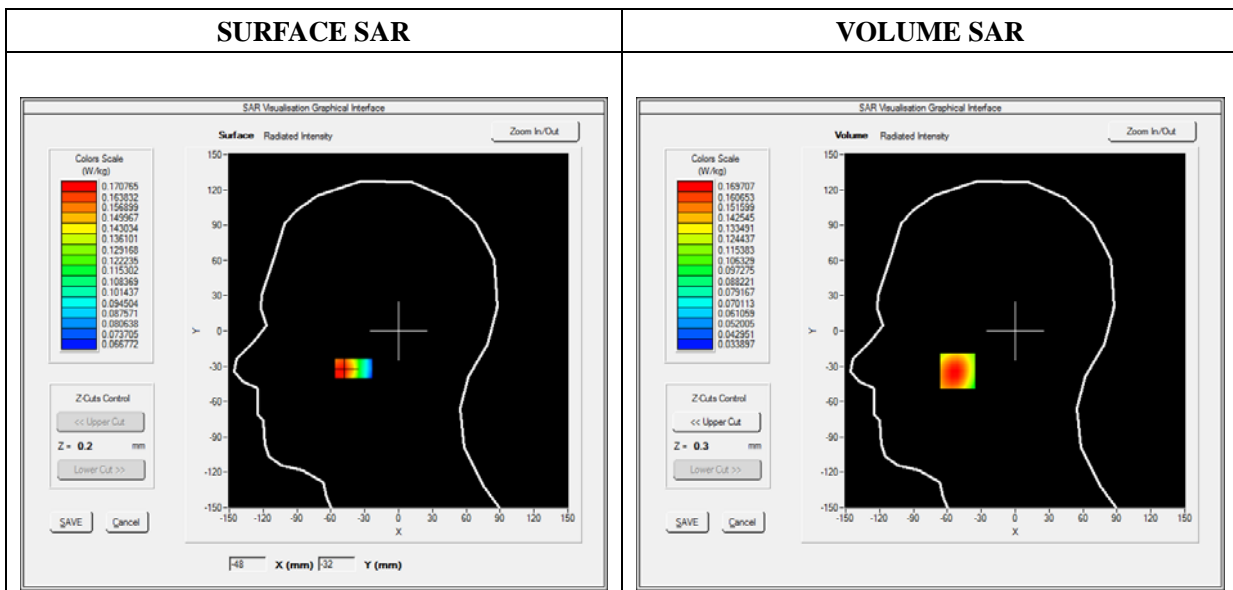 SURFACE SAR
VOLUME SAR
SAR Visualisation Graphical Interface
Surface Radiated Intensity
Zoom In/Out
Colors Scale
(W/kg)
0.170765
0.163832
0.156899
0.149967
0.143034
0.136101
0.129168
0.122235
0.115302
0.108369
0.101437
0.094504
0.087571
0.080638
0.073705
0.066772
150
120
90
60
30
0
-30
-60
-90
-120
-150
Y
-150 -120 -90 -60 -30 0 30 60 90 120 150
X
Z-Cuts Control
<< Upper Cut
Z = 0.2 mm
Lower Cut >>
SAVE Cancel
-48 X (mm) -32 Y (mm)
SAR Visualisation Graphical Interface
Volume Radiated Intensity
Zoom In/Out
Colors Scale
(W/kg)
0.169707
0.160653
0.151599
0.142545
0.133491
0.124437
0.115383
0.106329
0.097275
0.088221
0.079167
0.070113
0.061059
0.052005
0.042951
0.033897
150
120
90
60
30
0
-30
-60
-90
-120
-150
Y
-150 -120 -90 -60 -30 0 30 60 90 120 150
X
Z-Cuts Control
<< Upper Cut
Z = 0.3 mm
Lower Cut >>
SAVE Cancel